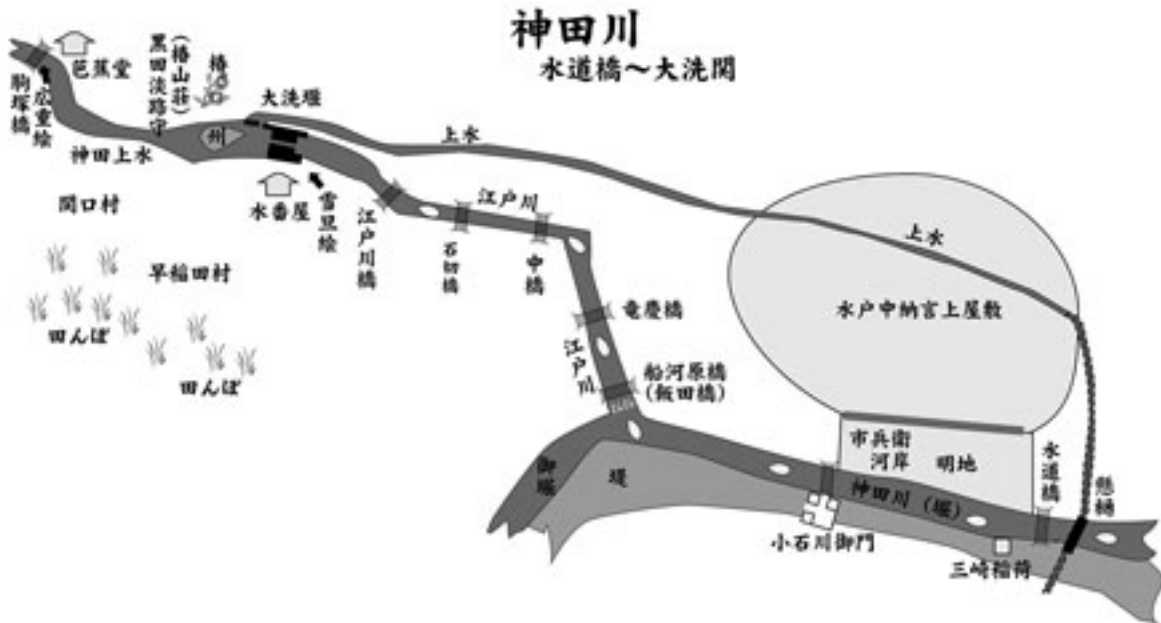 神田川
水道橋〜大洗関
芭蕉堂
駒塚橋
広重絵
神田上水
黒田淡路守
(椿山荘)
椿
州
大洗堰
水番屋
雪旦絵
上水
関口村
早稲田村
田んぼ
田んぼ
江戸川橋
江戸川
石切橋
中橋
竜慶橋
江戸川
船河原橋
(飯田橋)
上水
水戸中納言上屋敷
市兵衛
河岸
明地
水道橋
懸樋
御堀
堤
神田川(堀)
小石川御門
三崎稲荷